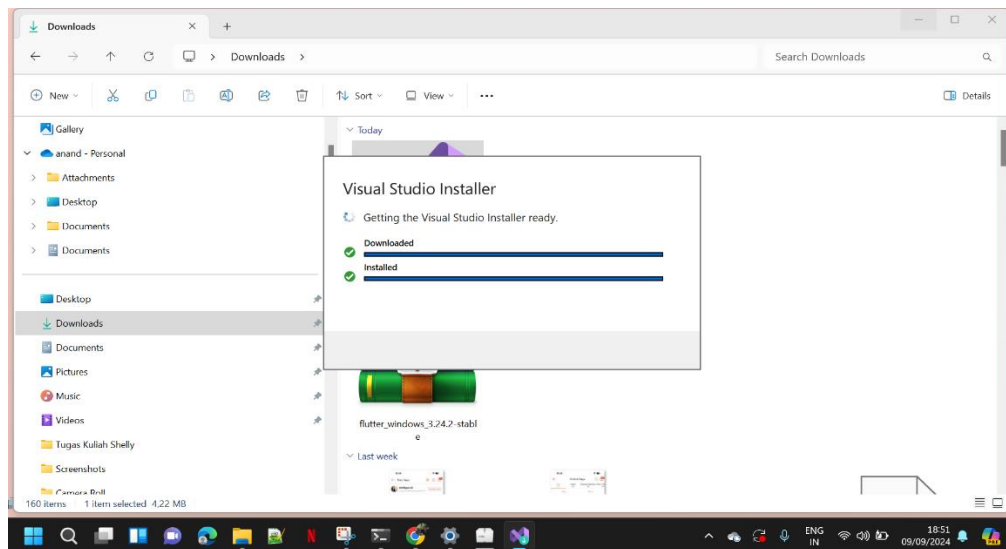 Downloads
Downloads
Search Downloads
New
Sort
View
Details
Gallery
anand - Personal
Attachments
Desktop
Documents
Documents
Desktop
Downloads
Documents
Pictures
Music
Videos
Tugas Kuliah Shelly
Screenshots
Camera Roll
Today
Visual Studio Installer
Getting the Visual Studio Installer ready.
Downloaded
Installed
flutter_windows_3.24.2-stabl
e
Last week
160 items
1 item selected 4,22 MB
ENG
IN
18:51
09/09/2024